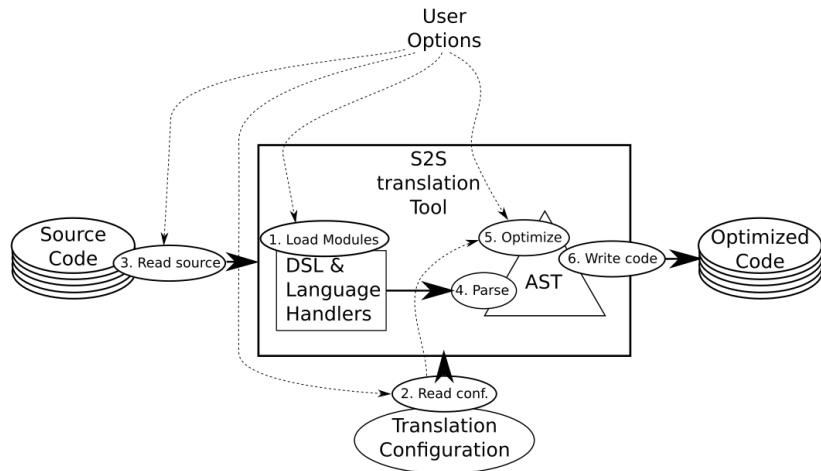 User
Options
S2S
translation
Tool
Source
Code
3. Read source
1. Load Modules
DSL &
Language
Handlers
4. Parse
5. Optimize
AST
6. Write code
Optimized
Code
2. Read conf.
Translation
Configuration